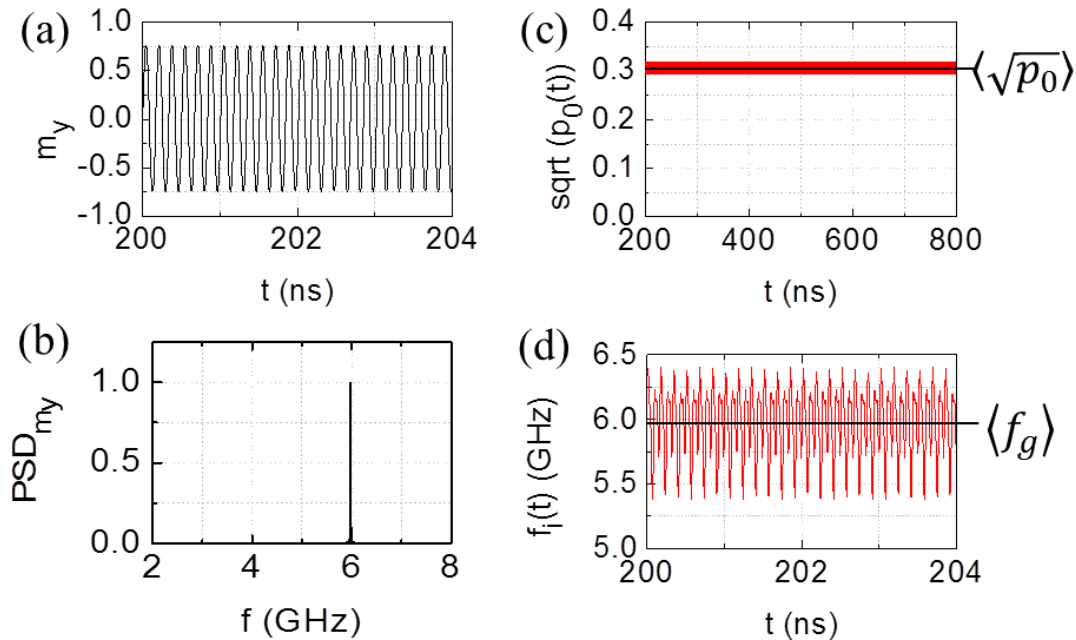 (a)
1.0
0.5
0.0
-0.5
-1.0
m_y
200
202
204
t (ns)
(c)
0.4
0.3
0.2
0.1
0.0
sqrt (p_0(t))
⟨√p_0⟩
200
400
600
800
t (ns)
(b)
1.0
0.5
0.0
PSD_{m_y}
2
4
6
8
f (GHz)
(d)
6.5
6.0
5.5
5.0
f_i(t) (GHz)
⟨f_g⟩
200
202
204
t (ns)